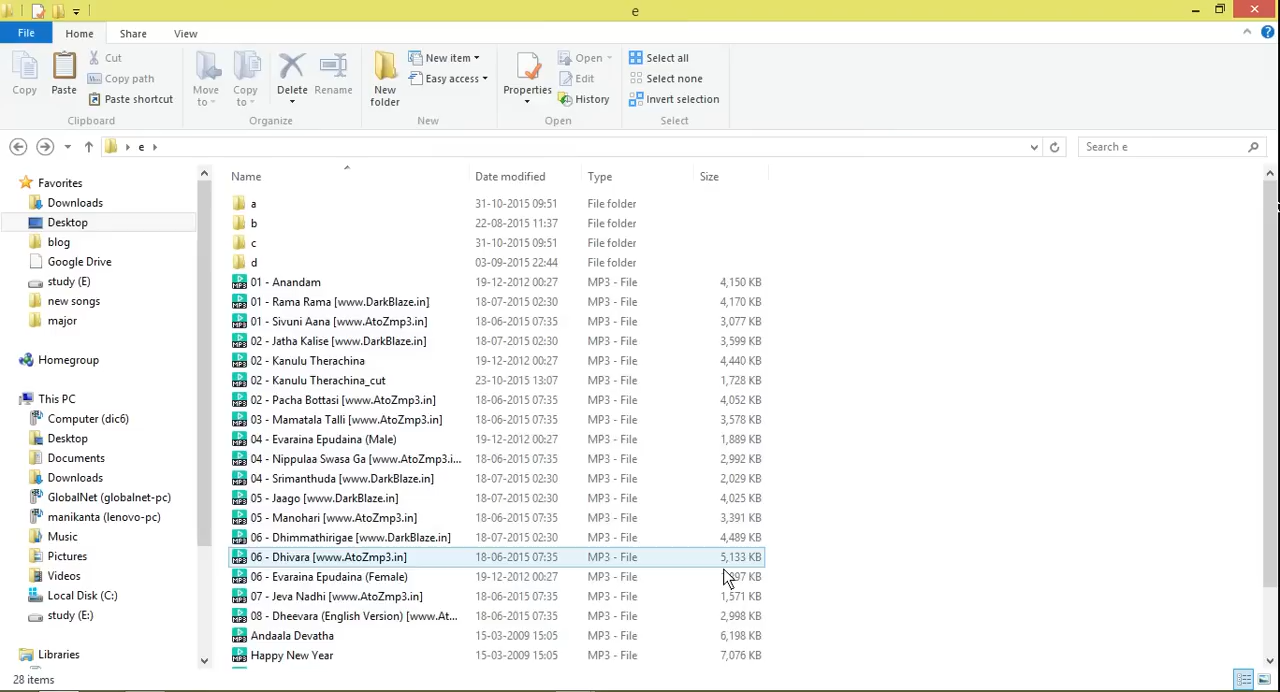 e
File Home Share View
Copy Paste Cut Copy path Paste shortcut Move to Copy to Delete Rename New folder New item Easy access Properties Open Edit History Select all Select none Invert selection
Clipboard Organize New Open Select
e Search e
Name Date modified Type Size
Favorites
Downloads
Desktop
blog
Google Drive
study (E)
new songs
major
Homegroup
This PC
Computer (dic6)
Desktop
Documents
Downloads
GlobalNet (globalnet-pc)
manikanta (lenovo-pc)
Music
Pictures
Videos
Local Disk (C:)
study (E:)
Libraries
a 31-10-2015 09:51 File folder
b 22-08-2015 11:37 File folder
c 31-10-2015 09:51 File folder
d 03-09-2015 22:44 File folder
01 - Anandam 19-12-2012 00:27 MP3 - File 4,150 KB
01 - Rama Rama [www.DarkBlaze.in] 18-07-2015 02:30 MP3 - File 4,170 KB
01 - Sivuni Aana [www.AtoZmp3.in] 18-06-2015 07:35 MP3 - File 3,077 KB
02 - Jatha Kalise [www.DarkBlaze.in] 18-07-2015 02:30 MP3 - File 3,599 KB
02 - Kanulu Therachina 19-12-2012 00:27 MP3 - File 4,440 KB
02 - Kanulu Therachina_cut 23-10-2015 13:07 MP3 - File 1,728 KB
02 - Pacha Bottasi [www.AtoZmp3.in] 18-06-2015 07:35 MP3 - File 4,052 KB
03 - Mamatala Talli [www.AtoZmp3.in] 18-06-2015 07:35 MP3 - File 3,578 KB
04 - Evaraina Epudaina (Male) 19-12-2012 00:27 MP3 - File 1,889 KB
04 - Nippulaa Swasa Ga [www.AtoZmp3.i... 18-06-2015 07:35 MP3 - File 2,992 KB
04 - Srimanthuda [www.DarkBlaze.in] 18-07-2015 02:30 MP3 - File 2,029 KB
05 - Jaago [www.DarkBlaze.in] 18-07-2015 02:30 MP3 - File 4,025 KB
05 - Manohari [www.AtoZmp3.in] 18-06-2015 07:35 MP3 - File 3,391 KB
06 - Dhimmathirigae [www.DarkBlaze.in] 18-07-2015 02:30 MP3 - File 4,489 KB
06 - Dhivara [www.AtoZmp3.in] 18-06-2015 07:35 MP3 - File 5,133 KB
06 - Evaraina Epudaina (Female) 19-12-2012 00:27 MP3 - File KB
07 - Jeva Nadhi [www.AtoZmp3.in] 18-06-2015 07:35 MP3 - File 1,571 KB
08 - Dheevara (English Version) [www.At... 18-06-2015 07:35 MP3 - File 2,998 KB
Andaala Devatha 15-03-2009 15:05 MP3 - File 6,198 KB
Happy New Year 15-03-2009 15:05 MP3 - File 7,076 KB
28 items